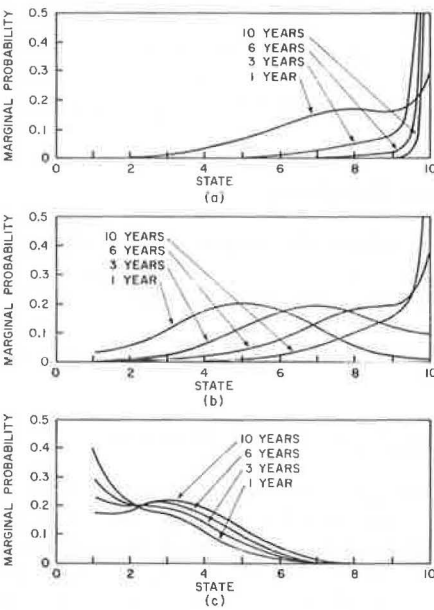 MARGINAL PROBABILITY
0.5
0.4
0.3
0.2
0.1
0
10 YEARS
6 YEARS
3 YEARS
1 YEAR
0 2 4 6 8 10
STATE
(a)
MARGINAL PROBABILITY
0.5
0.4
0.3
0.2
0.1
0
10 YEARS
6 YEARS
3 YEARS
1 YEAR
0 2 4 6 8 10
STATE
(b)
MARGINAL PROBABILITY
0.5
0.4
0.3
0.2
0.1
0
10 YEARS
6 YEARS
3 YEARS
1 YEAR
0 2 4 6 8 10
STATE
(c)